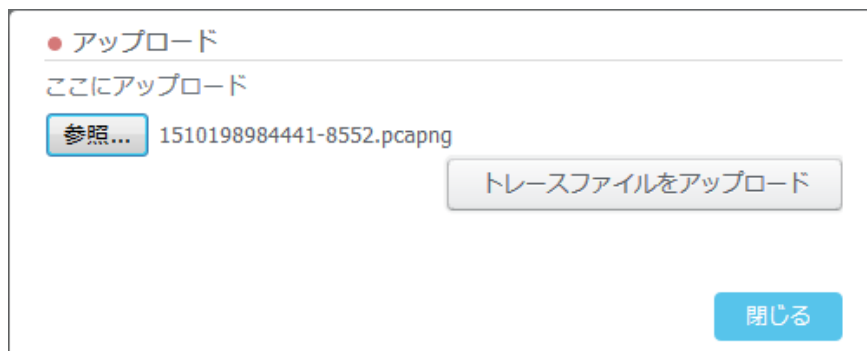 アップロード
ここにアップロード
参照... 1510198984441-8552.pcapng
トレースファイルをアップロード
閉じる